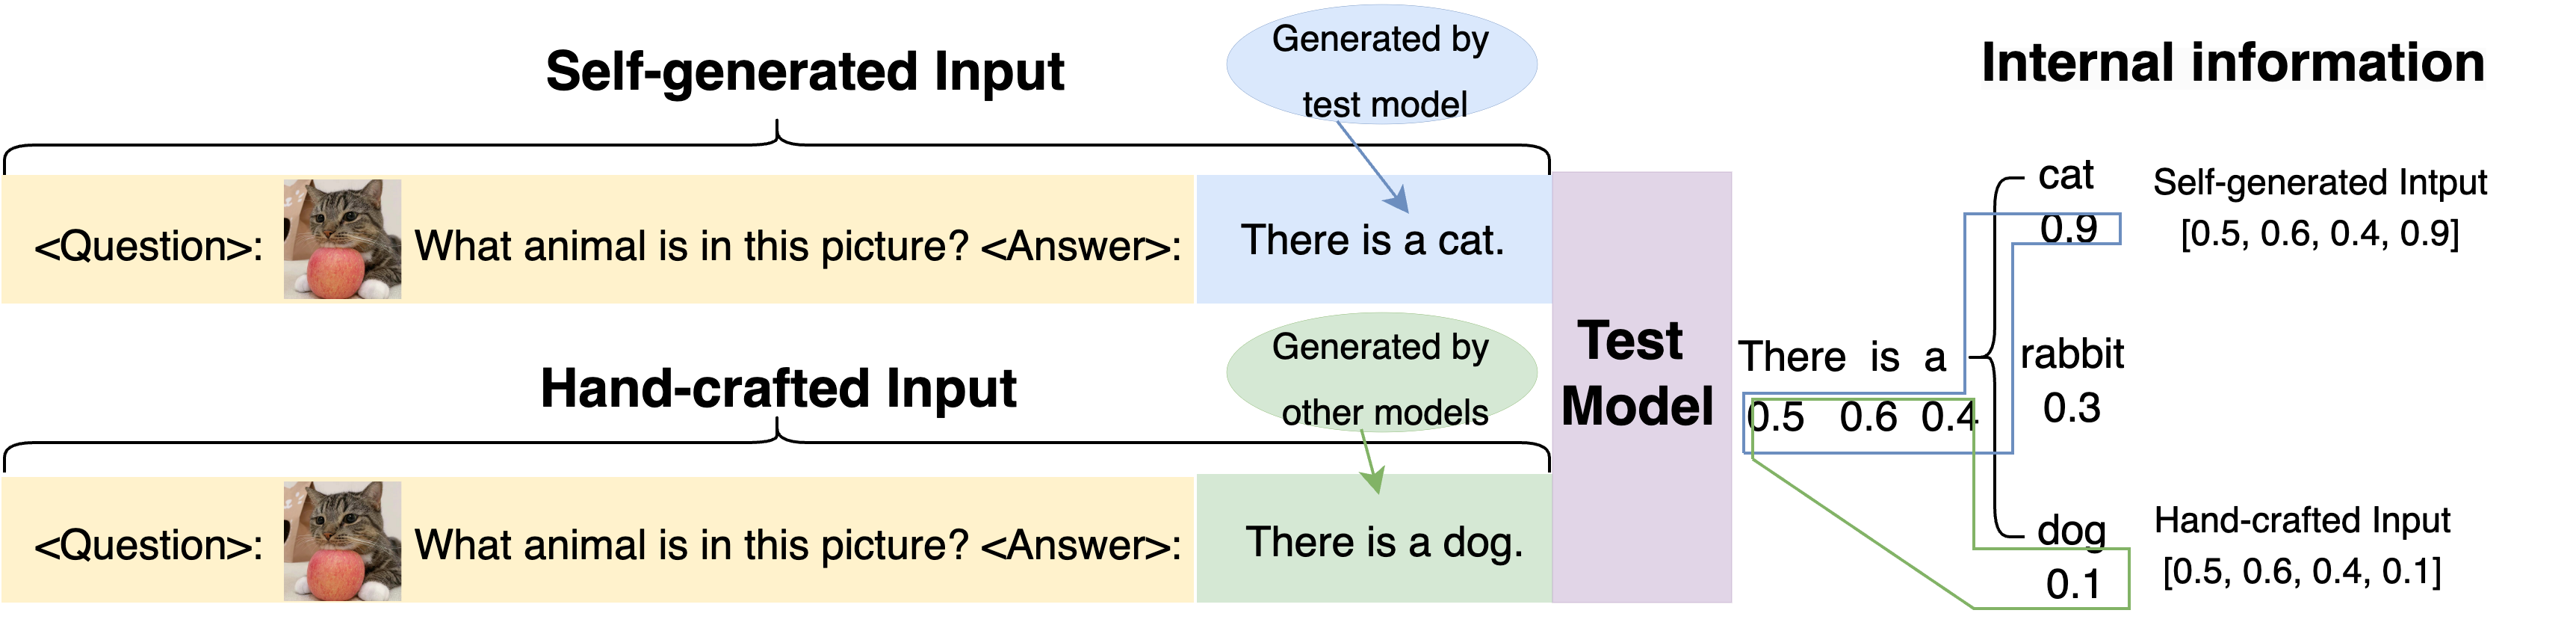 Self-generated Input
Generated by
test model
Internal information
<Question>: What animal is in this picture? <Answer>: There is a cat.
cat
0.9
Self-generated Intput
[0.5, 0.6, 0.4, 0.9]
Hand-crafted Input
Generated by
other models
Test
Model
There is a
0.5 0.6 0.4
rabbit
0.3
<Question>: What animal is in this picture? <Answer>: There is a dog.
dog
0.1
Hand-crafted Input
[0.5, 0.6, 0.4, 0.1]